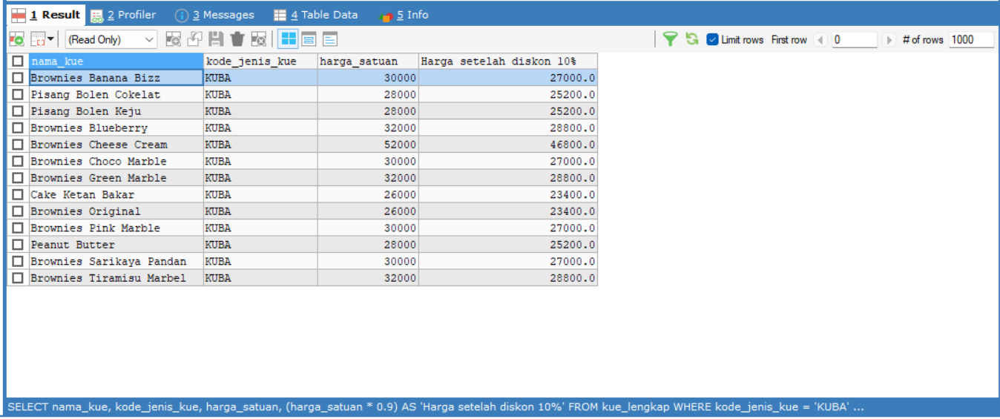 1 Result 2 Profiler 3 Messages 4 Table Data 5 Info
(Read Only) Limit rows First row 0 # of rows 1000
nama_kue kode_jenis_kue harga_satuan Harga setelah diskon 10%
Brownies Banana Bizz KUBA 30000 27000.0
Pisang Bolen Cokelat KUBA 28000 25200.0
Pisang Bolen Keju KUBA 28000 25200.0
Brownies Blueberry KUBA 32000 28800.0
Brownies Cheese Cream KUBA 52000 46800.0
Brownies Choco Marble KUBA 30000 27000.0
Brownies Green Marble KUBA 32000 28800.0
Cake Ketan Bakar KUBA 26000 23400.0
Brownies Original KUBA 26000 23400.0
Brownies Pink Marble KUBA 30000 27000.0
Peanut Butter KUBA 28000 25200.0
Brownies Sarikaya Pandan KUBA 30000 27000.0
Brownies Tiramisu Marbel KUBA 32000 28800.0
SELECT nama_kue, kode_jenis_kue, harga_satuan, (harga_satuan * 0.9) AS 'Harga setelah diskon 10%' FROM kue_lengkap WHERE kode_jenis_kue = 'KUBA' ...